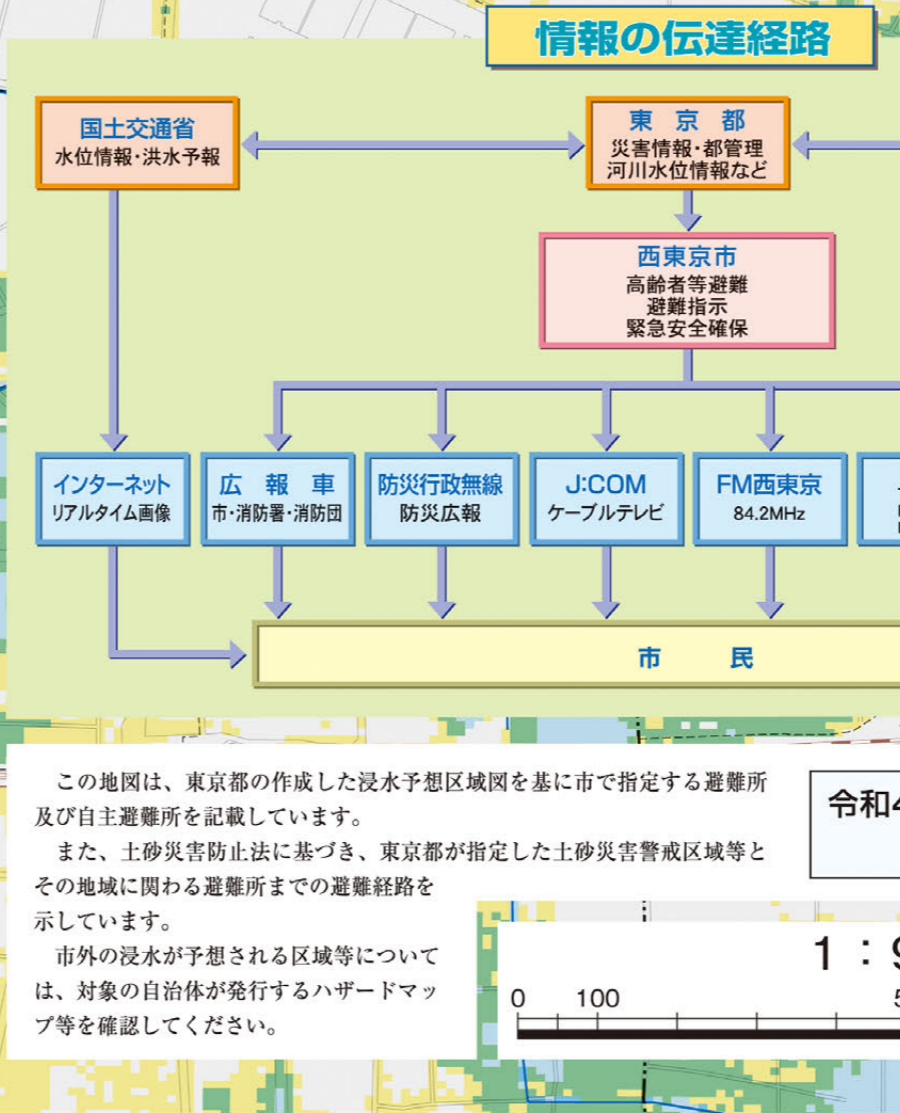 情報の伝達経路
国土交通省
水位情報・洪水予報
東京都
災害情報・都管理
河川水位情報など
西東京市
高齢者等避難
避難指示
緊急安全確保
インターネット
リアルタイム画像
広報車
市・消防署・消防団
防災行政無線
防災広報
J:COM
ケーブルテレビ
FM西東京
84.2MHz
市民
この地図は、東京都の作成した浸水予想区域図を基に市で指定する避難所
及び自主避難所を記載しています。
また、土砂災害防止法に基づき、東京都が指定した土砂災害警戒区域等と
その地域に関わる避難所までの避難経路を
示しています。
市外の浸水が予想される区域等について
は、対象の自治体が発行するハザードマッ
プ等を確認してください。
令和4
1：9
0 100 5